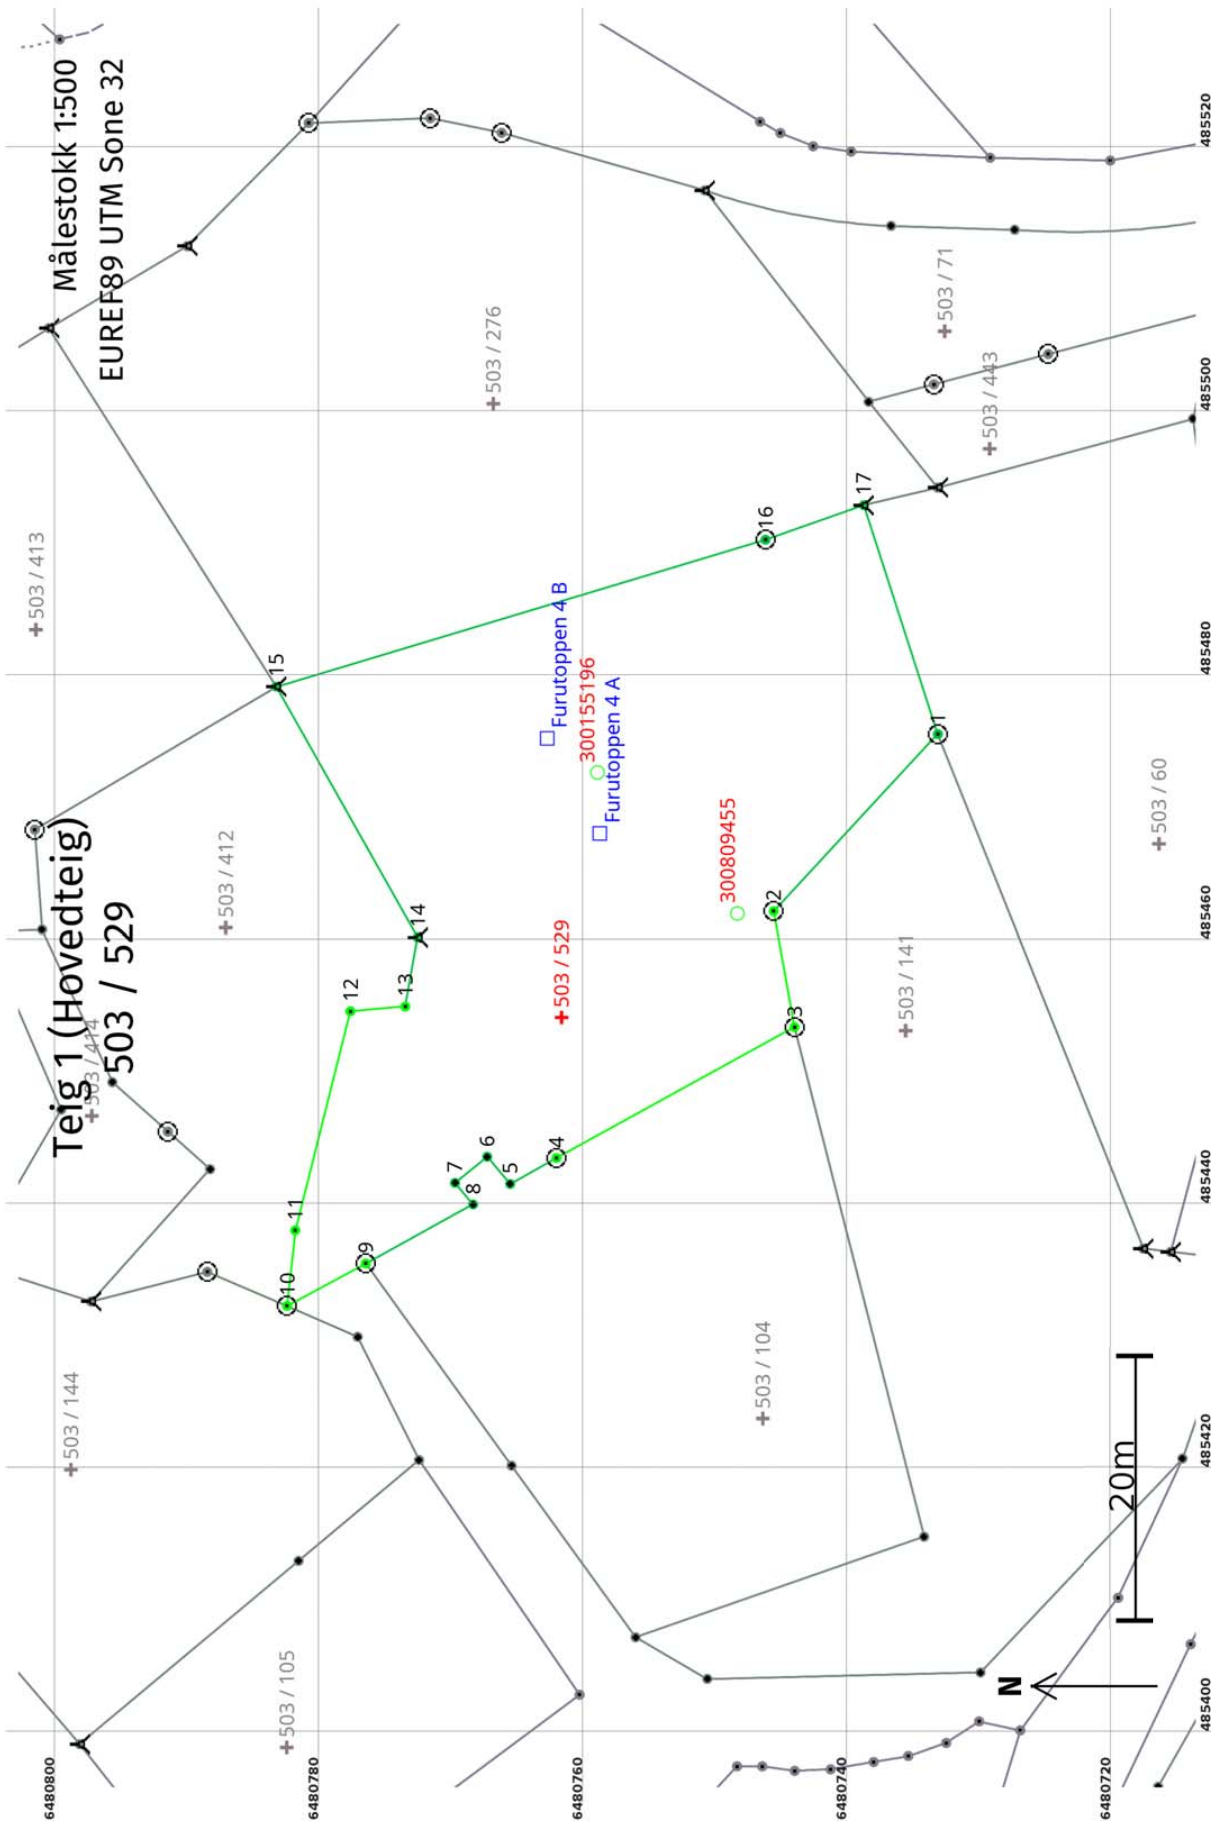 Teig 1 (Hovedteig)
503 / 529
Målestokk 1:500
EUREF89 UTM Sone 32
503 / 144
503 / 414
503 / 412
503 / 413
503 / 105
503 / 276
503 / 529
503 / 104
503 / 141
503 / 60
503 / 71
503 / 443
Furutoppen 4 B
300155196
Furutoppen 4 A
300809455
1
2
3
4
5
6
7
8
9
10
11
12
13
14
15
16
17
N
20m
6480800
6480780
6480760
6480740
6480720
485400
485420
485440
485460
485480
485500
485520